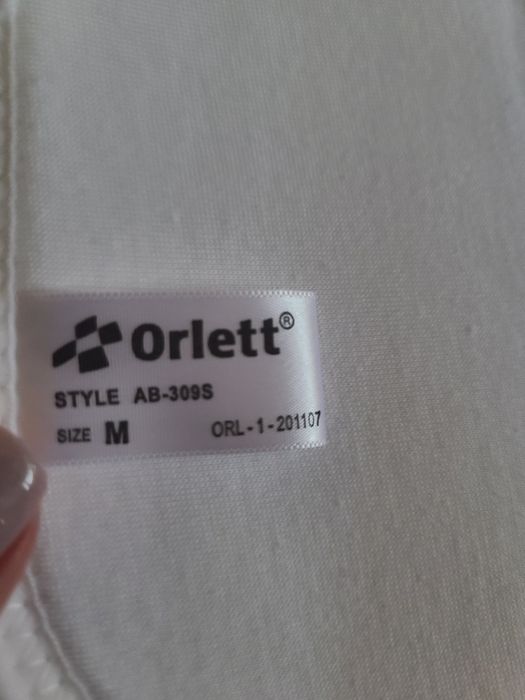 Orlett®
STYLE AB-309S
SIZE M ORL-1-201107